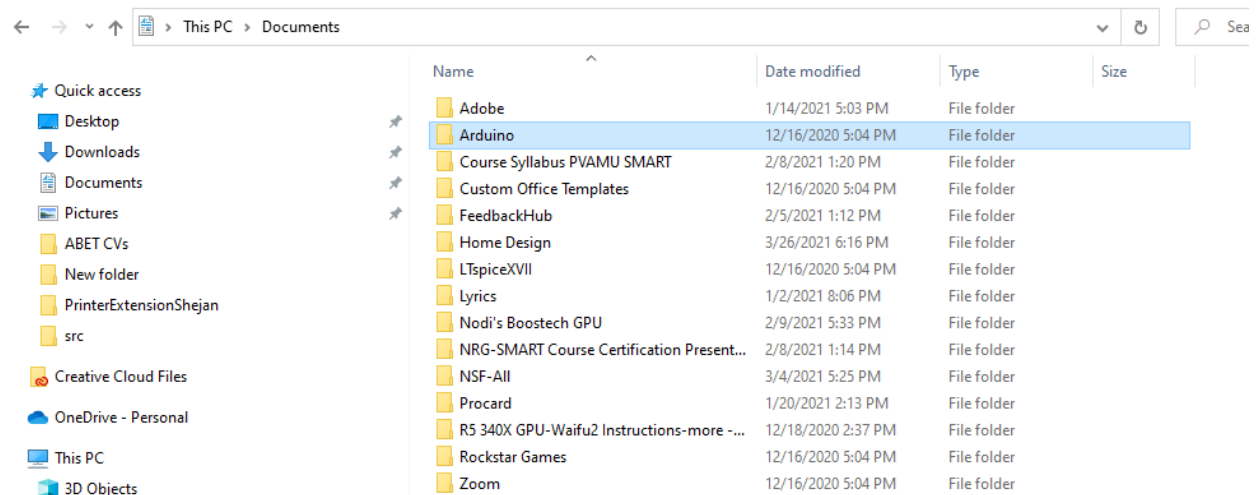 This PC > Documents
Sea
Name Date modified Type Size
Quick access
Desktop
Downloads
Documents
Pictures
ABET CVs
New folder
PrinterExtensionShejan
src
Creative Cloud Files
OneDrive - Personal
This PC
3D Objects
Adobe 1/14/2021 5:03 PM File folder
Arduino 12/16/2020 5:04 PM File folder
Course Syllabus PVAMU SMART 2/8/2021 1:20 PM File folder
Custom Office Templates 12/16/2020 5:04 PM File folder
FeedbackHub 2/5/2021 1:12 PM File folder
Home Design 3/26/2021 6:16 PM File folder
LTspiceXVII 12/16/2020 5:04 PM File folder
Lyrics 1/2/2021 8:06 PM File folder
Nodi's Boostech GPU 2/9/2021 5:33 PM File folder
NRG-SMART Course Certification Present... 2/8/2021 1:14 PM File folder
NSF-All 3/4/2021 5:25 PM File folder
Procard 1/20/2021 2:13 PM File folder
R5 340X GPU-Waifu2 Instructions-more -... 12/18/2020 2:37 PM File folder
Rockstar Games 12/16/2020 5:04 PM File folder
Zoom 12/16/2020 5:04 PM File folder